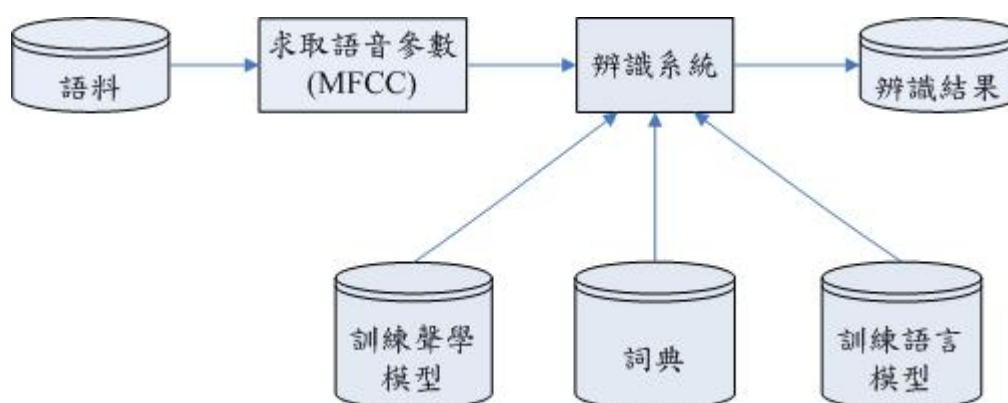 語料
求取語音參數
(MFCC)
辨識系統
辨識結果
訓練聲學
模型
詞典
訓練語言
模型